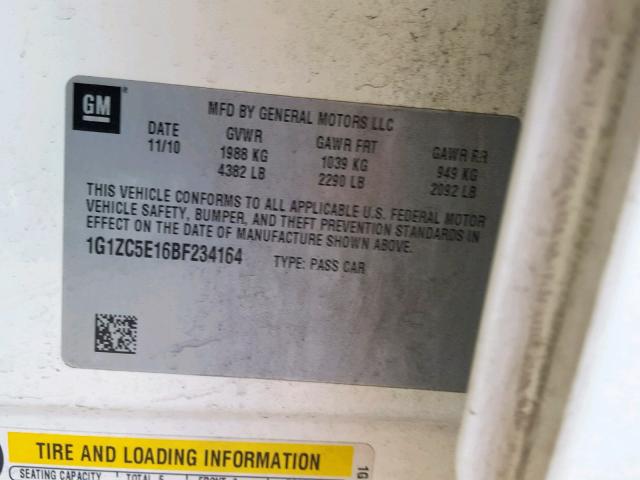 GM
MFD BY GENERAL MOTORS LLC
DATE GVWR GAWR FRT GAWR RR
11/10 1988 KG 1039 KG 949 KG
4382 LB 2290 LB 2092 LB
THIS VEHICLE CONFORMS TO ALL APPLICABLE U.S. FEDERAL MOTOR
VEHICLE SAFETY, BUMPER, AND THEFT PREVENTION STANDARDS IN
EFFECT ON THE DATE OF MANUFACTURE SHOWN ABOVE.
1G1ZC5E16BF234164 TYPE: PASS CAR
TIRE AND LOADING INFORMATION
SEATING CAPACITY TOTAL 5
1G